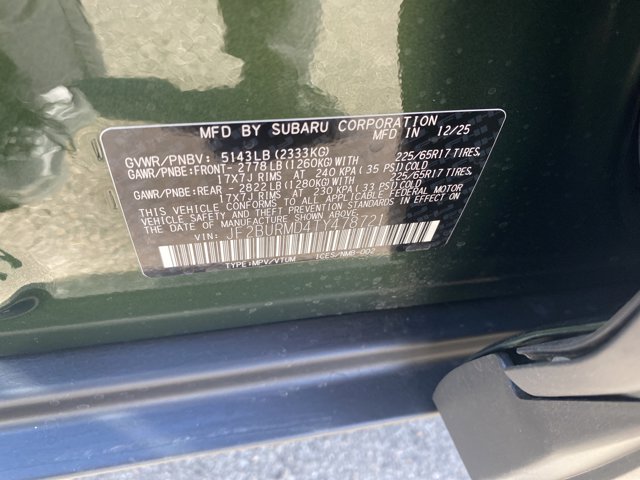 MFD BY SUBARU CORPORATION
MFD IN 12/25
GVWR/PNBV: 5143LB (2333KG)
GAWR/PNBE:FRONT- 2778LB(1260KG)WITH 225/65R17 TIRES,
17X7J RIMS AT 240 KPA (35 PSI)COLD
GAWR/PNBE:REAR - 2822LB(1280KG)WITH 225/65R17 TIRES,
17X7J RIMS AT 230 KPA (33 PSI)COLD
THIS VEHICLE CONFORMS TO ALL APPLICABLE FEDERAL MOTOR
VEHICLE SAFETY AND THEFT PREVENTION STANDARDS IN EFFECT
ON THE DATE OF MANUFACTURE SHOWN ABOVE.
VIN: JF2BURMD4TY478721
TYPE:MPV/VTUM ICES/NMB-002